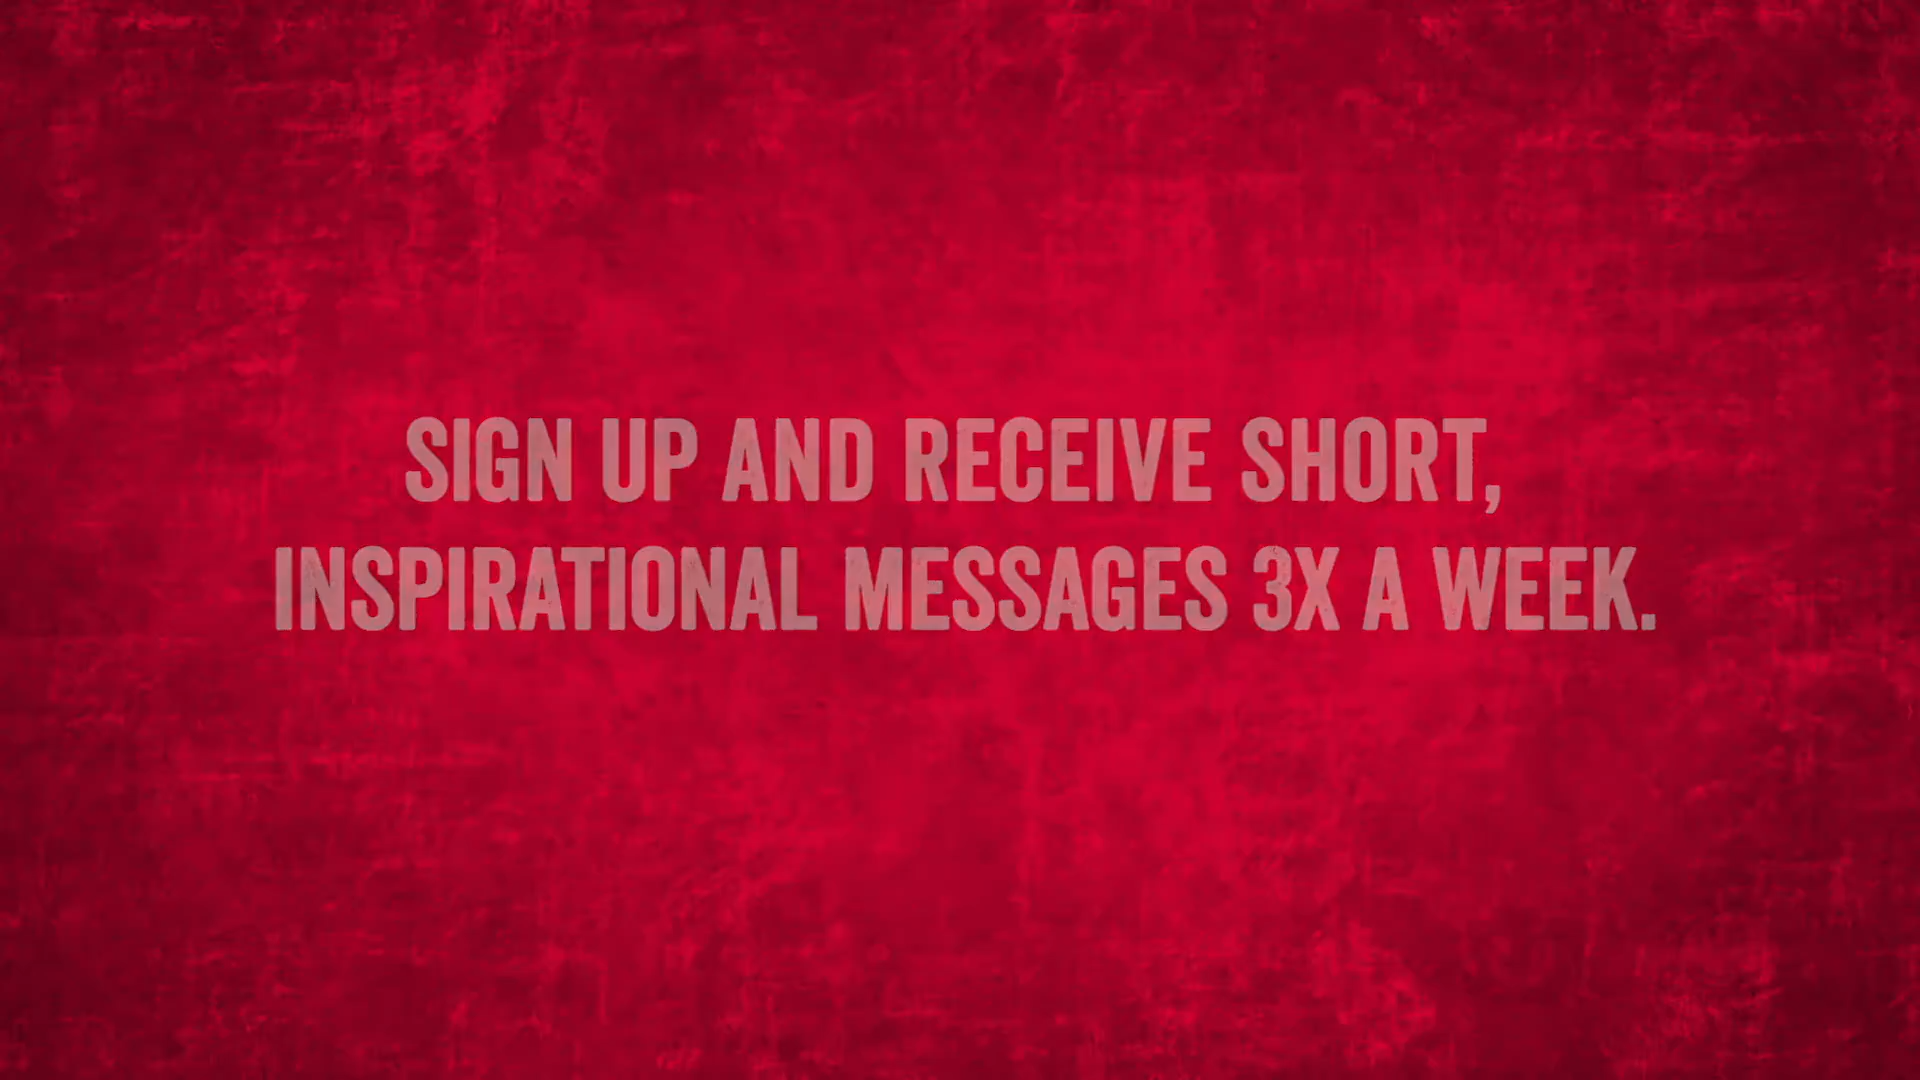 SIGN UP AND RECEIVE SHORT,
INSPIRATIONAL MESSAGES 3X A WEEK.